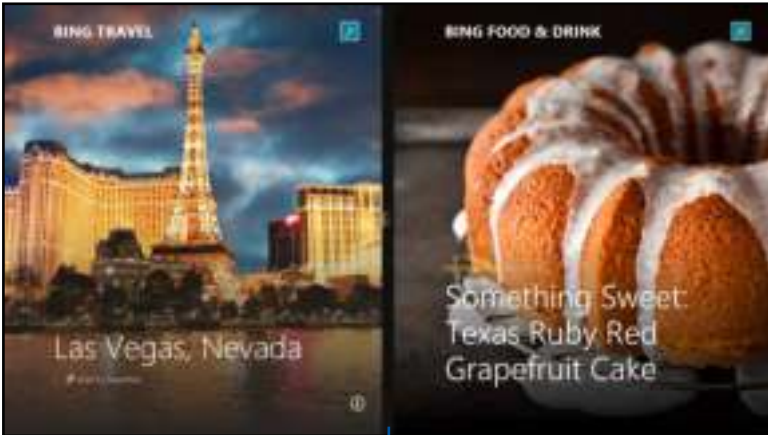 BING TRAVEL
Las Vegas, Nevada
BING FOOD & DRINK
Something Sweet:
Texas Ruby Red
Grapefruit Cake